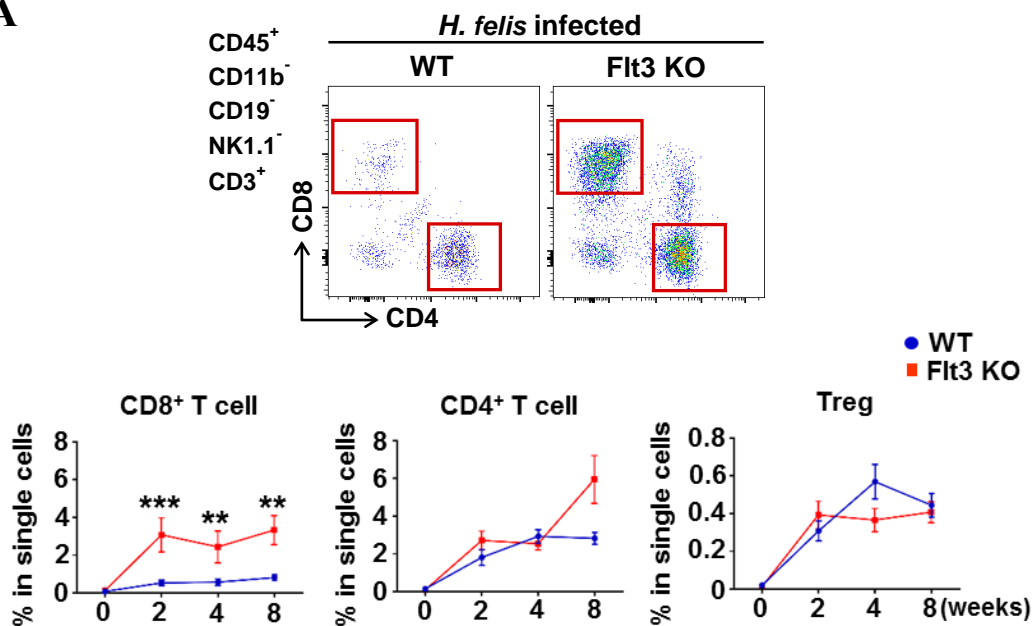 A
H. felis infected
CD45+
CD11b-
CD19-
NK1.1-
CD3+
WT
Flt3 KO
CD8
CD4
WT
Flt3 KO
CD8+ T cell
CD4+ T cell
Treg
% in single cells
8
6
4
2
0
***
**
**
0 2 4 8
% in single cells
8
6
4
2
0
0 2 4 8
% in single cells
0.8
0.6
0.4
0.2
0
0 2 4 8 (weeks)